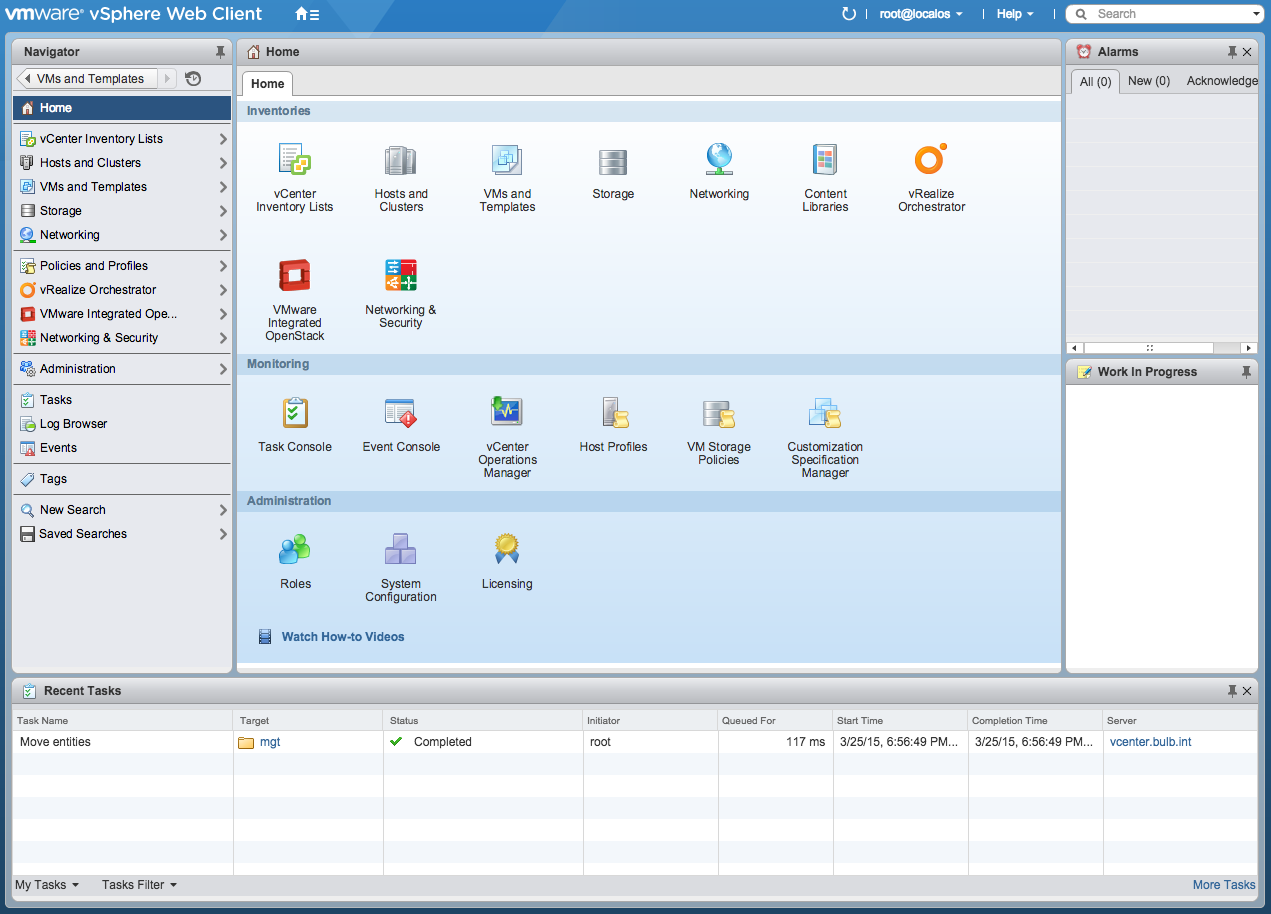 vmware® vSphere Web Client
root@localos
Help
Search
Navigator
VMs and Templates
Home
vCenter Inventory Lists
Hosts and Clusters
VMs and Templates
Storage
Networking
Policies and Profiles
vRealize Orchestrator
VMware Integrated Ope...
Networking & Security
Administration
Tasks
Log Browser
Events
Tags
New Search
Saved Searches
Home
Home
Inventories
vCenter
Inventory Lists
Hosts and
Clusters
VMs and
Templates
Storage
Networking
Content
Libraries
vRealize
Orchestrator
VMware
Integrated
OpenStack
Networking &
Security
Monitoring
Task Console
Event Console
vCenter
Operations
Manager
Host Profiles
VM Storage
Policies
Customization
Specification
Manager
Administration
Roles
System
Configuration
Licensing
Watch How-to Videos
Alarms
All (0) New (0) Acknowledge
Work In Progress
Recent Tasks
Task Name Target Status Initiator Queued For Start Time Completion Time Server
Move entities mgt Completed root 117 ms 3/25/15, 6:56:49 PM... 3/25/15, 6:56:49 PM... vcenter.bulb.int
My Tasks Tasks Filter More Tasks